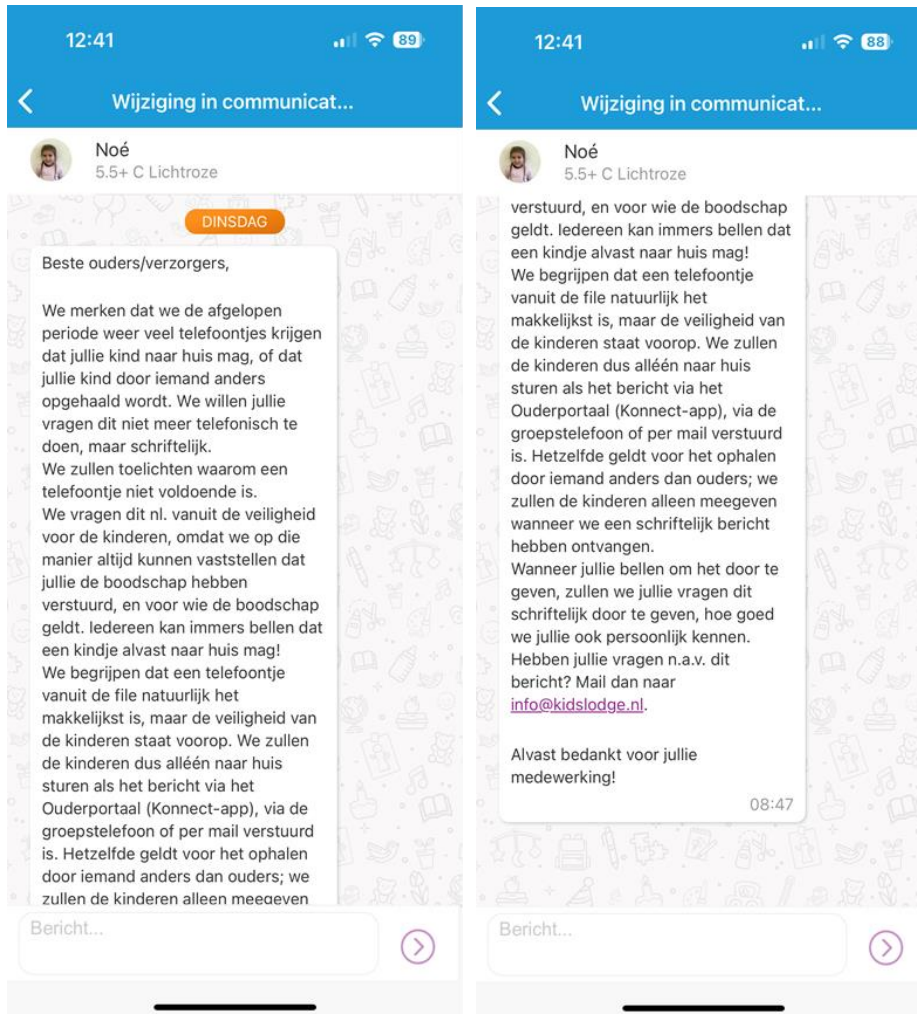 12:41
89
Wijziging in communicat...
Noé
5.5+ C Lichtroze
DINSDAG
Beste ouders/verzorgers,
We merken dat we de afgelopen
periode weer veel telefoontjes krijgen
dat jullie kind naar huis mag, of dat
jullie kind door iemand anders
opgehaald wordt. We willen jullie
vragen dit niet meer telefonisch te
doen, maar schriftelijk.
We zullen toelichten waarom een
telefoontje niet voldoende is.
We vragen dit nl. vanuit de veiligheid
voor de kinderen, omdat we op die
manier altijd kunnen vaststellen dat
jullie de boodschap hebben
verstuurd, en voor wie de boodschap
geldt. Iedereen kan immers bellen dat
een kindje alvast naar huis mag!
We begrijpen dat een telefoontje
vanuit de file natuurlijk het
makkelijkst is, maar de veiligheid van
de kinderen staat voorop. We zullen
de kinderen dus alléén naar huis
sturen als het bericht via het
Ouderportaal (Konnect-app), via de
groepstelefoon of per mail verstuurd
is. Hetzelfde geldt voor het ophalen
door iemand anders dan ouders; we
zullen de kinderen alleen meegeven
Bericht...
12:41
88
Wijziging in communicat...
Noé
5.5+ C Lichtroze
verstuurd, en voor wie de boodschap
geldt. Iedereen kan immers bellen dat
een kindje alvast naar huis mag!
We begrijpen dat een telefoontje
vanuit de file natuurlijk het
makkelijkst is, maar de veiligheid van
de kinderen staat voorop. We zullen
de kinderen dus alléén naar huis
sturen als het bericht via het
Ouderportaal (Konnect-app), via de
groepstelefoon of per mail verstuurd
is. Hetzelfde geldt voor het ophalen
door iemand anders dan ouders; we
zullen de kinderen alleen meegeven
wanneer we een schriftelijk bericht
hebben ontvangen.
Wanneer jullie bellen om het door te
geven, zullen we jullie vragen dit
schriftelijk door te geven, hoe goed
we jullie ook persoonlijk kennen.
Hebben jullie vragen n.a.v. dit
bericht? Mail dan naar
info@kidslodge.nl.
Alvast bedankt voor jullie
medewerking!
08:47
Bericht...